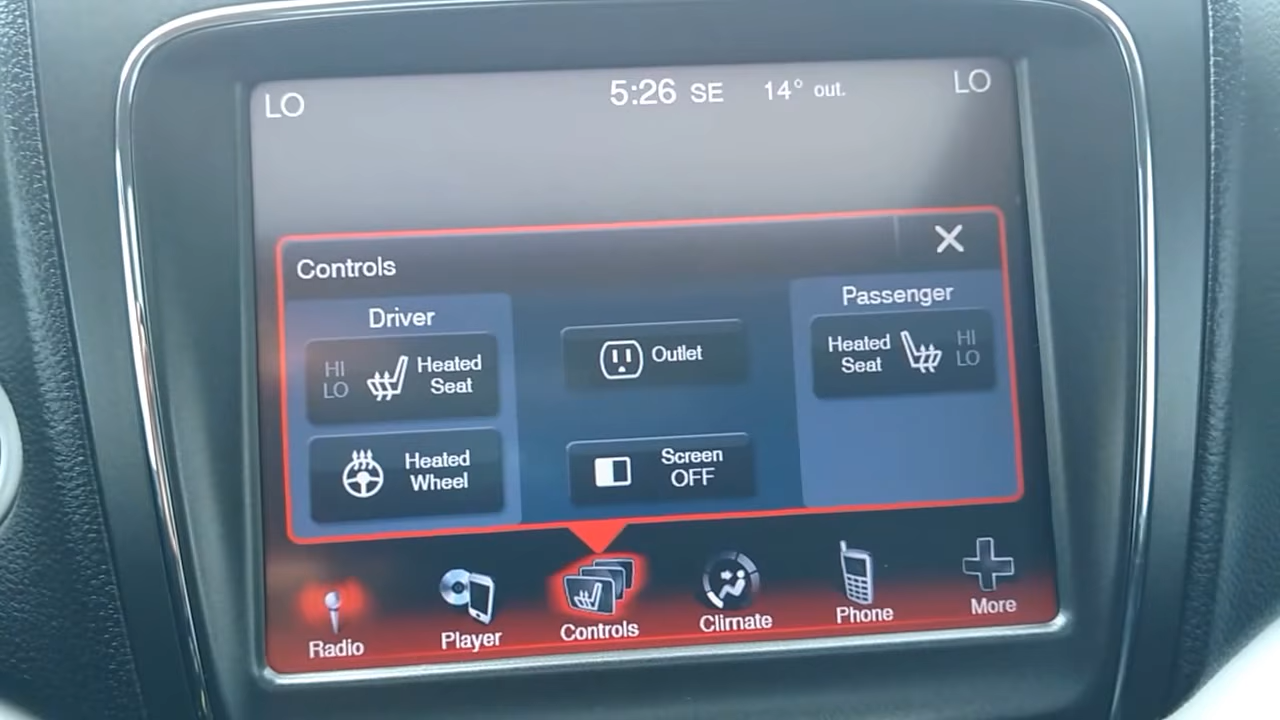 LO 5:26 SE 14° out. LO
Controls
Driver
Passenger
HI
LO
Heated
Seat
Outlet
Heated
Seat
HI
LO
Heated
Wheel
Screen
OFF
Radio
Player
Controls
Climate
Phone
More